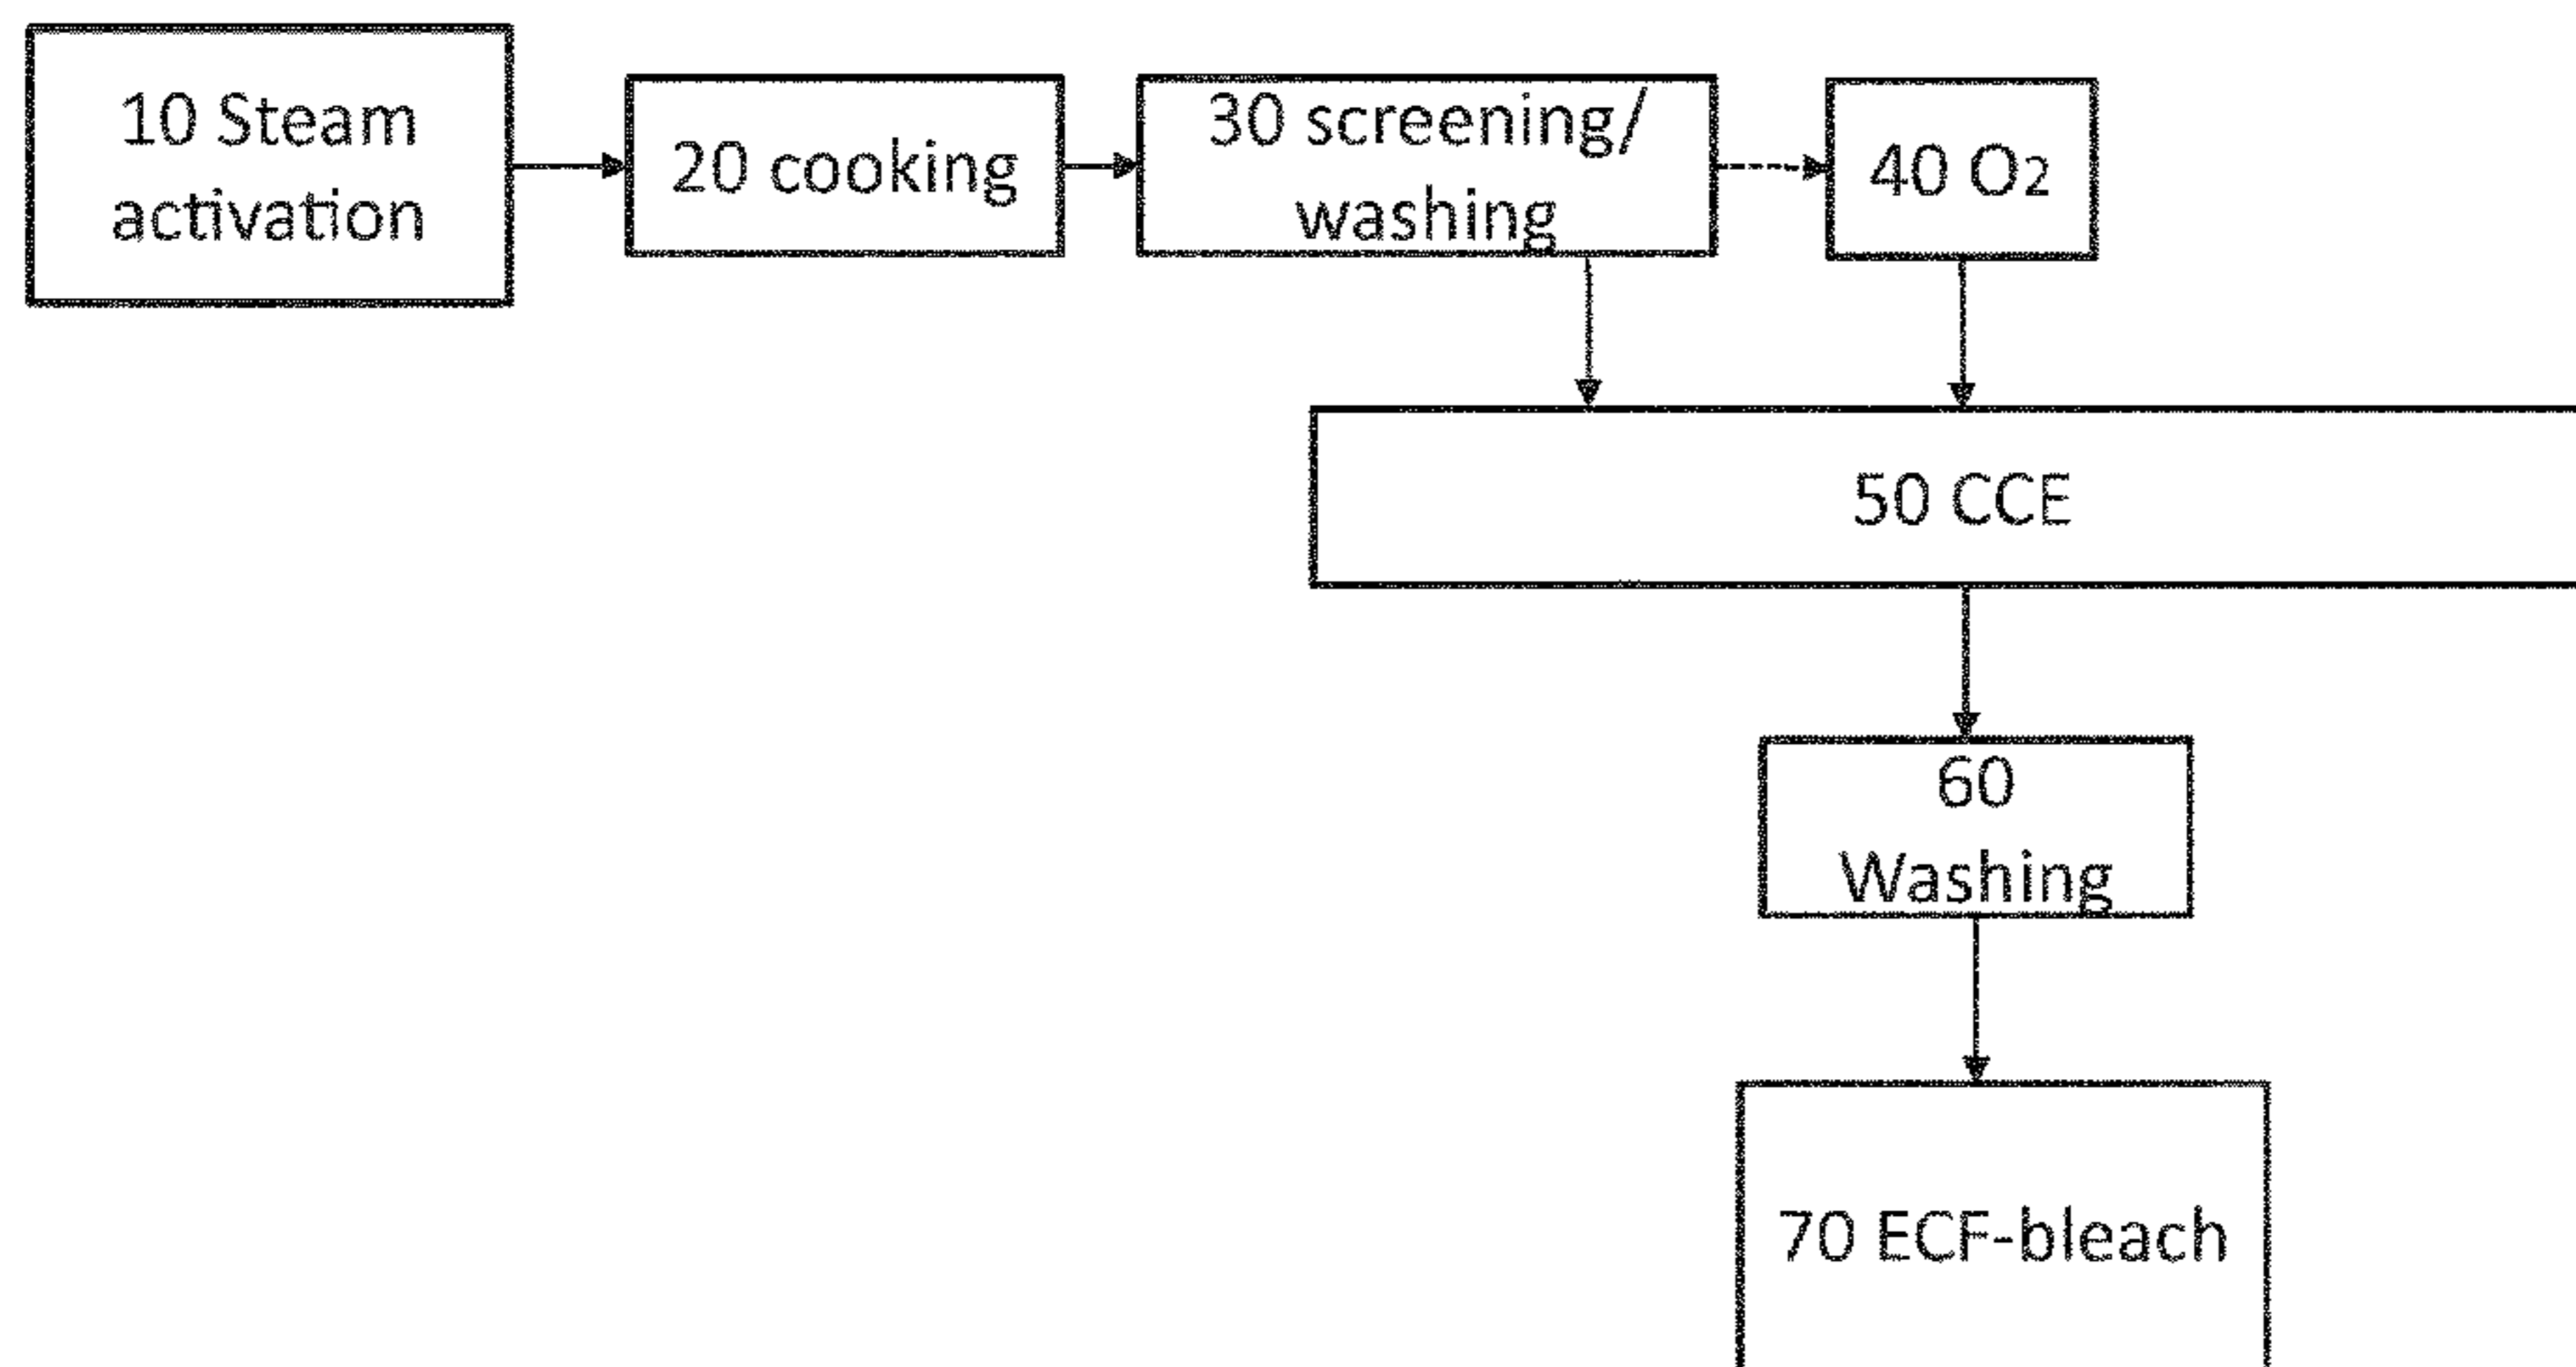 10 Steam
activation
20 cooking
30 screening/
washing
40 O2
50 CCE
60
Washing
70 ECF-bleach